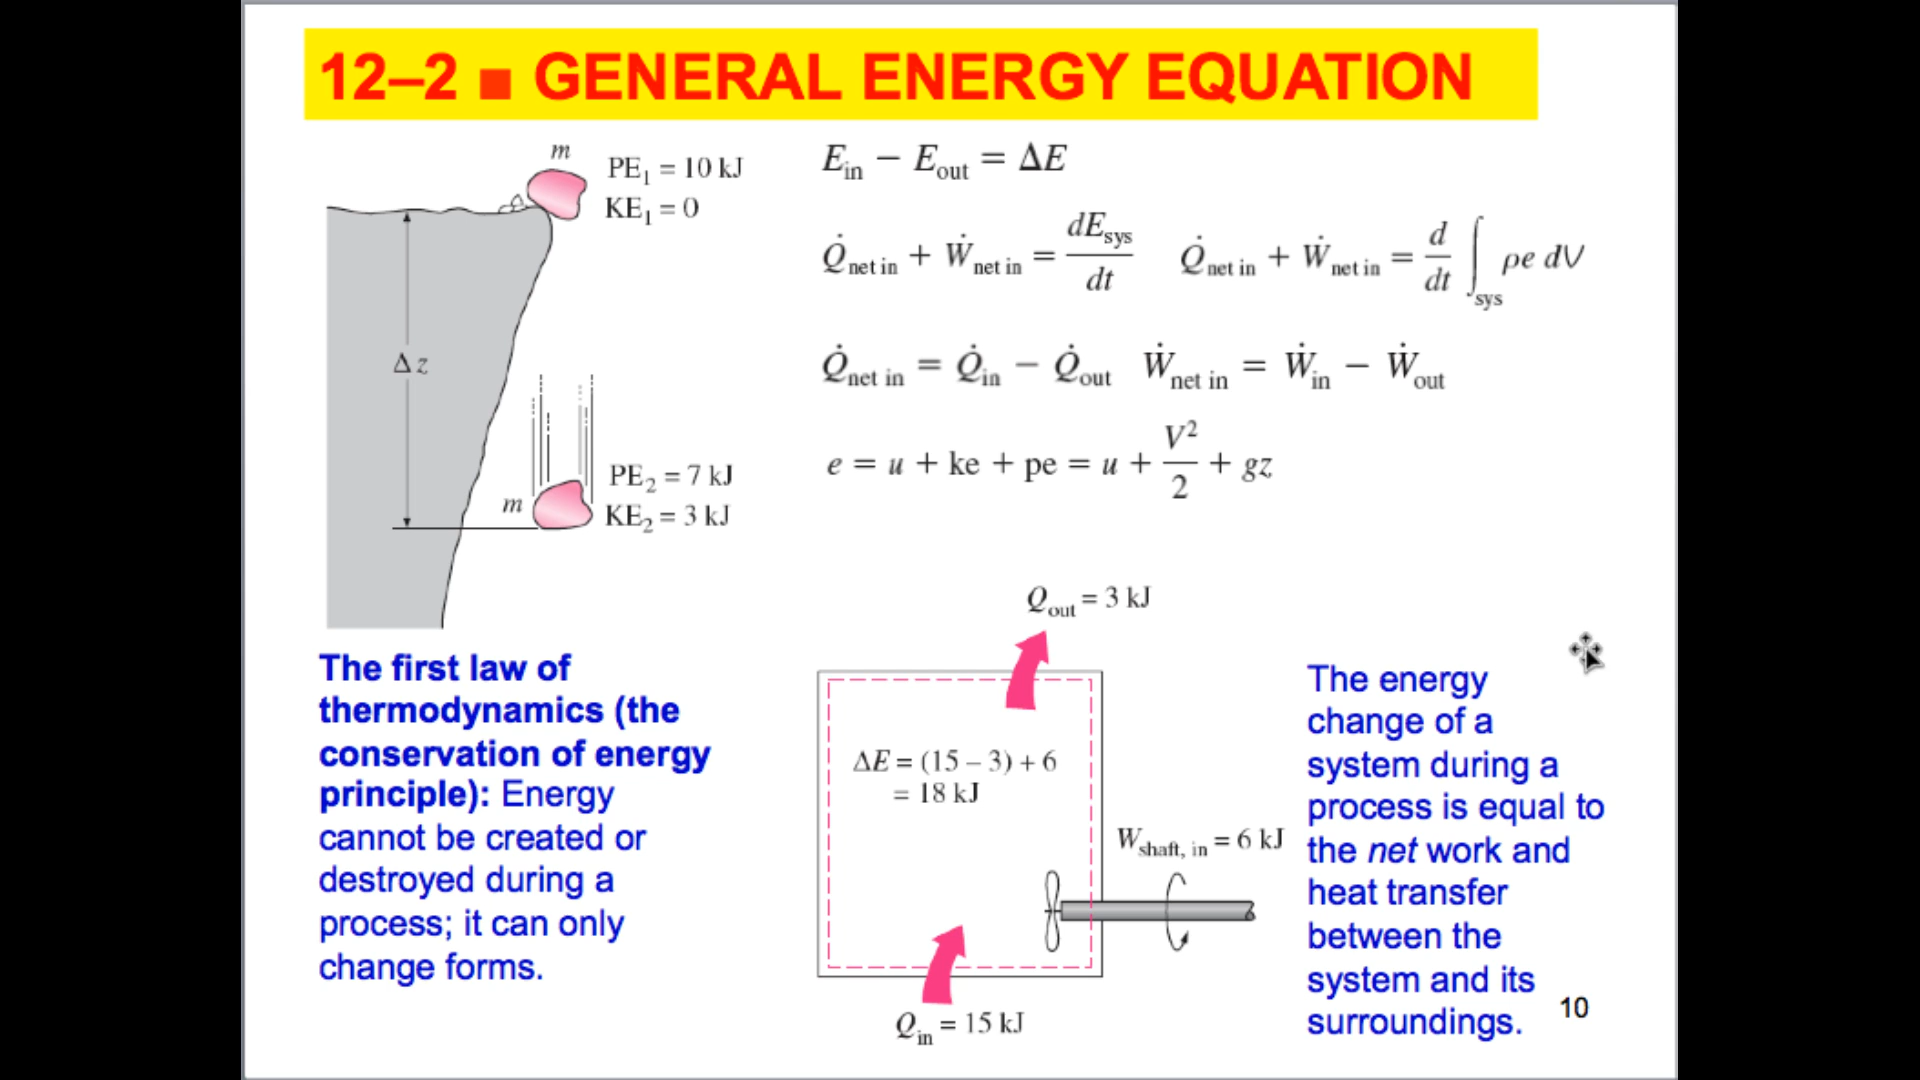 12–2 ■ GENERAL ENERGY EQUATION
m
PE₁ = 10 kJ
KE₁ = 0
Δz
m
PE₂ = 7 kJ
KE₂ = 3 kJ
E_in − E_out = ΔE
Q̇_net in + Ẇ_net in = dE_sys/dt
Q̇_net in + Ẇ_net in = d/dt ∫_sys ρe dV
Q̇_net in = Q̇_in − Q̇_out
Ẇ_net in = Ẇ_in − Ẇ_out
e = u + ke + pe = u + V²/2 + gz
The first law of
thermodynamics (the
conservation of energy
principle): Energy
cannot be created or
destroyed during a
process; it can only
change forms.
Q_out = 3 kJ
ΔE = (15 – 3) + 6
= 18 kJ
W_shaft, in = 6 kJ
Q_in = 15 kJ
The energy
change of a
system during a
process is equal to
the net work and
heat transfer
between the
system and its
surroundings.
10